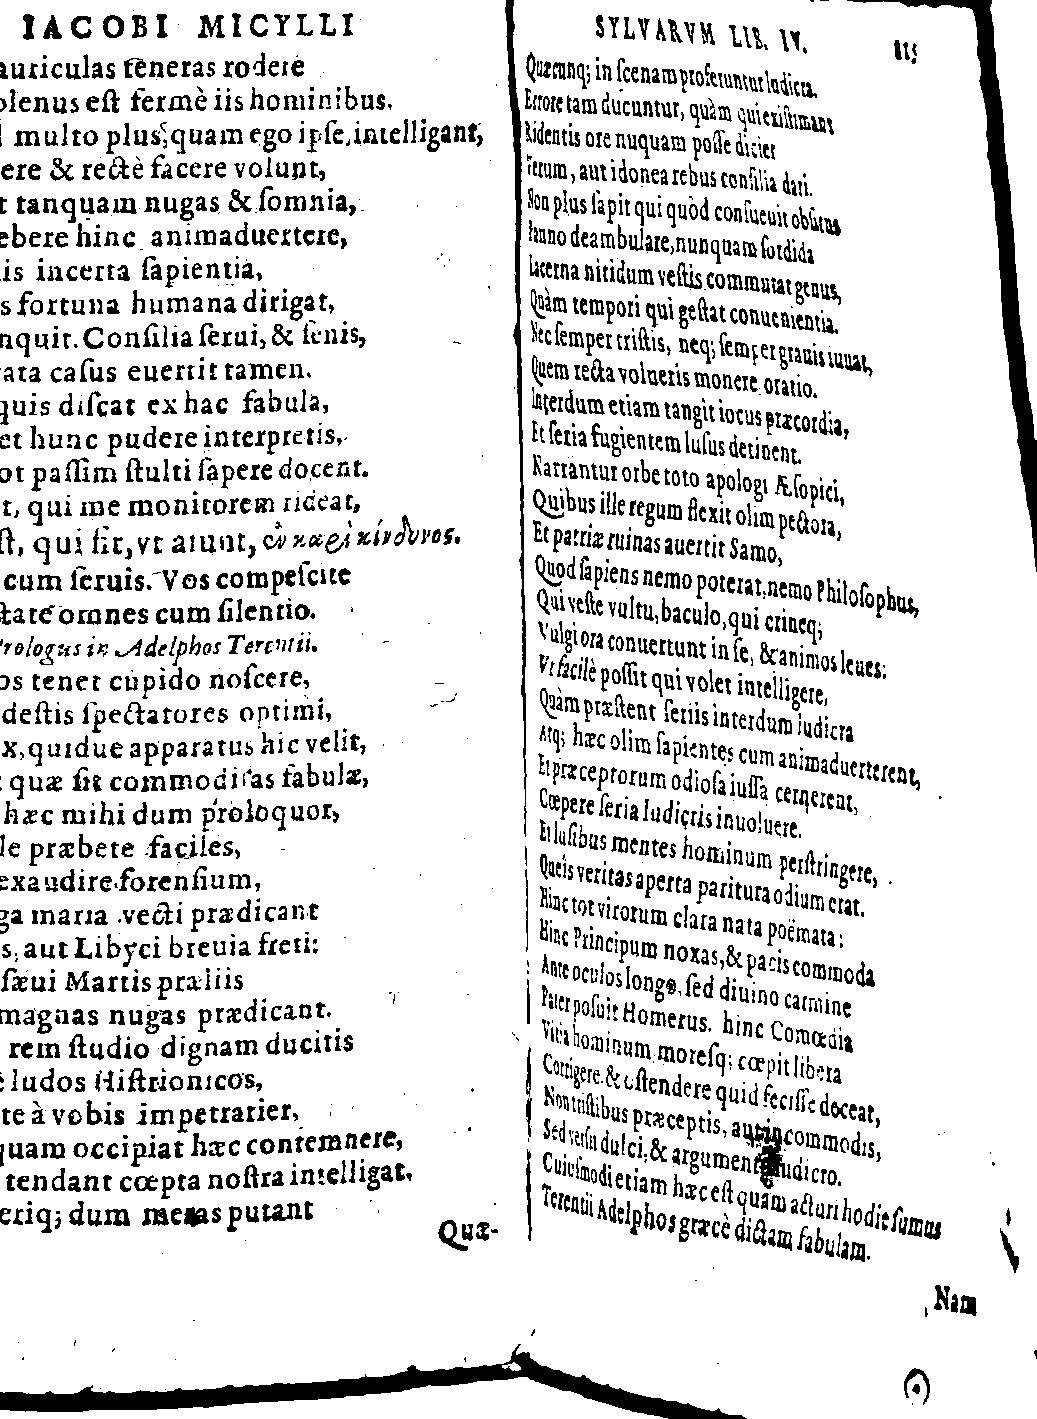 IACOBI MICYLLI
auriculas teneras rodere
plenus est fermè iis hominibus.
multo plus, quam ego ipse, intelligant,
ere & rectè facere volunt,
t tanquam nugas & somnia,
ebere hinc animaduertere,
is incerta sapientia,
s fortuna humana dirigat,
nquit. Consilia serui, & senis,
rata casus euertit tamen.
quis discat ex hac fabula,
et hunc pudere interpretis,
ot passim stulti sapere docent.
t, qui me monitorem rideat,
st, qui sit, vt aiunt, ἐν καρὶ κίνδυνος.
cum seruis. Vos compescite
state omnes cum silentio.
Prologus in Adelphos Terentii.
os tenet cupido noscere,
destis spectatores optimi,
x, quidue apparatus hic velit,
quæ sit commoditas fabulæ,
hæc mihi dum proloquor,
le præbete faciles,
exaudire forensium,
ga maria vecti prædicant
s, aut Libyci breuia freti:
sæui Martis præliis
magnas nugas prædicant.
rem studio dignam ducitis
ludos Histrionicos,
te à vobis impetrarier,
quam occipiat hæc contemnere,
tendant cœpta nostra intelligat.
eriq; dum meras putant
Quæ-
SYLVARVM LIB. IV. 115
Quæcunq; in scenam proferuntur ludicra.
Errore tam ducuntur, quàm qui existimant
Ridentis ore nuquam posse dicier
Verum, aut idonea rebus consilia dari.
Non plus sapit qui quòd consueuit obsitus
Panno deambulare, nunquam sordida
Lacerna nitidum vestis commutat genus,
Quàm tempori qui gestat conuenientia.
Nec semper tristis, neq; semper grauis iuuat,
Quem recta volueris monere oratio.
Interdum etiam tangit iocus præcordia,
Et seria fugientem lusus detinent.
Narrantur orbe toto apologi Æsopici,
Quibus ille regum flexit olim pectora,
Et patriæ ruinas auertit Samo,
Quod sapiens nemo poterat, nemo Philosophus,
Qui veste vultu, baculo, qui crineq;
Vulgi ora conuertunt in se, & animos leues:
Vt facilè possit qui volet intelligere,
Quàm præstent seriis interdum ludicra
Atq; hæc olim sapientes cum animaduerterent,
Et præceptorum odiosa iussa cernerent,
Cœpere seria ludicris inuoluere.
Et lusibus mentes hominum perstringere,
Queis veritas aperta paritura odium erat.
Hinc tot virorum clara nata poëmata:
Hinc Principum noxas, & pacis commoda
Ante oculos longe, sed diuino carmine
Pater posuit Homerus. hinc Comœdia
Vitia hominum moresq; cœpit libera
Corrigere, & ostendere quid fecisse doceat,
Non tristibus præceptis, aut incommodis,
Sed versu dulci, & argumento ludicro.
Cuiusmodi etiam hæc est quam acturi hodie sumus
Terentii Adelphos græcè dictam fabulam.
Nam